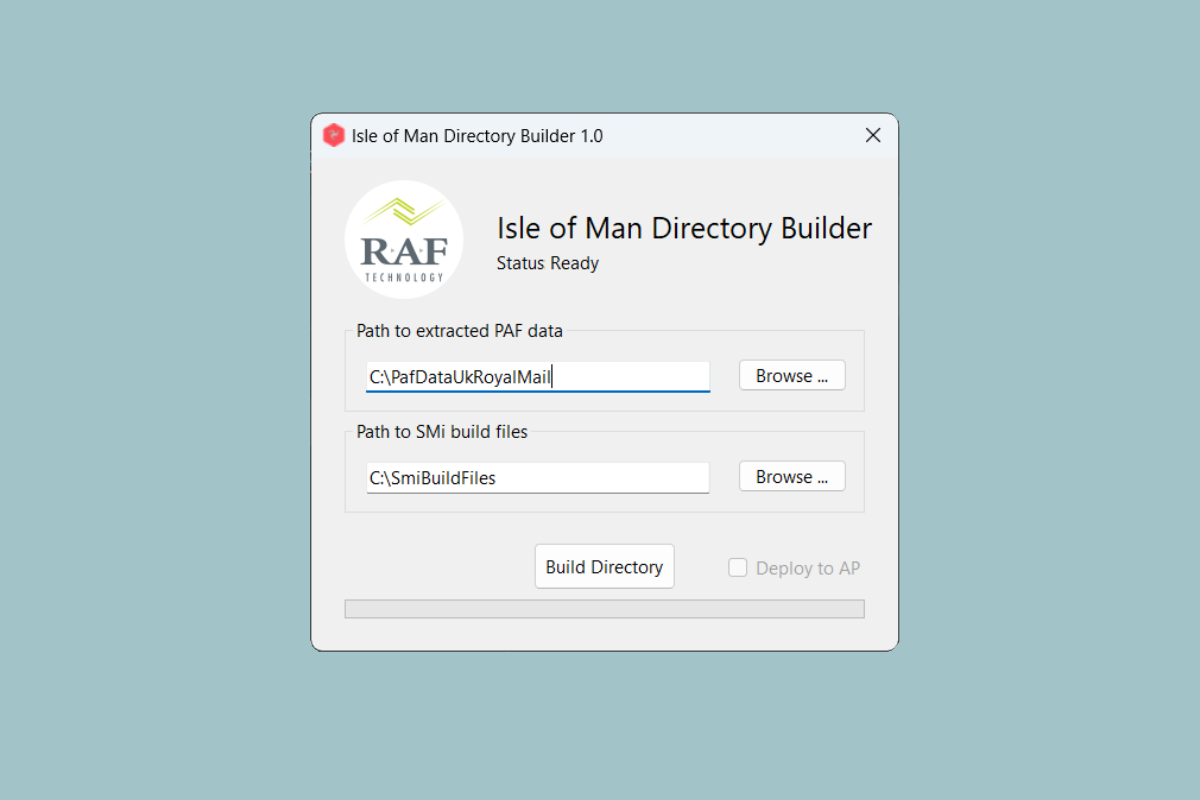 Isle of Man Directory Builder 1.0
RAF
TECHNOLOGY
Isle of Man Directory Builder
Status Ready
Path to extracted PAF data
C:\PafDataUkRoyalMail
Browse ...
Path to SMi build files
C:\SmiBuildFiles
Browse ...
Build Directory
Deploy to AP